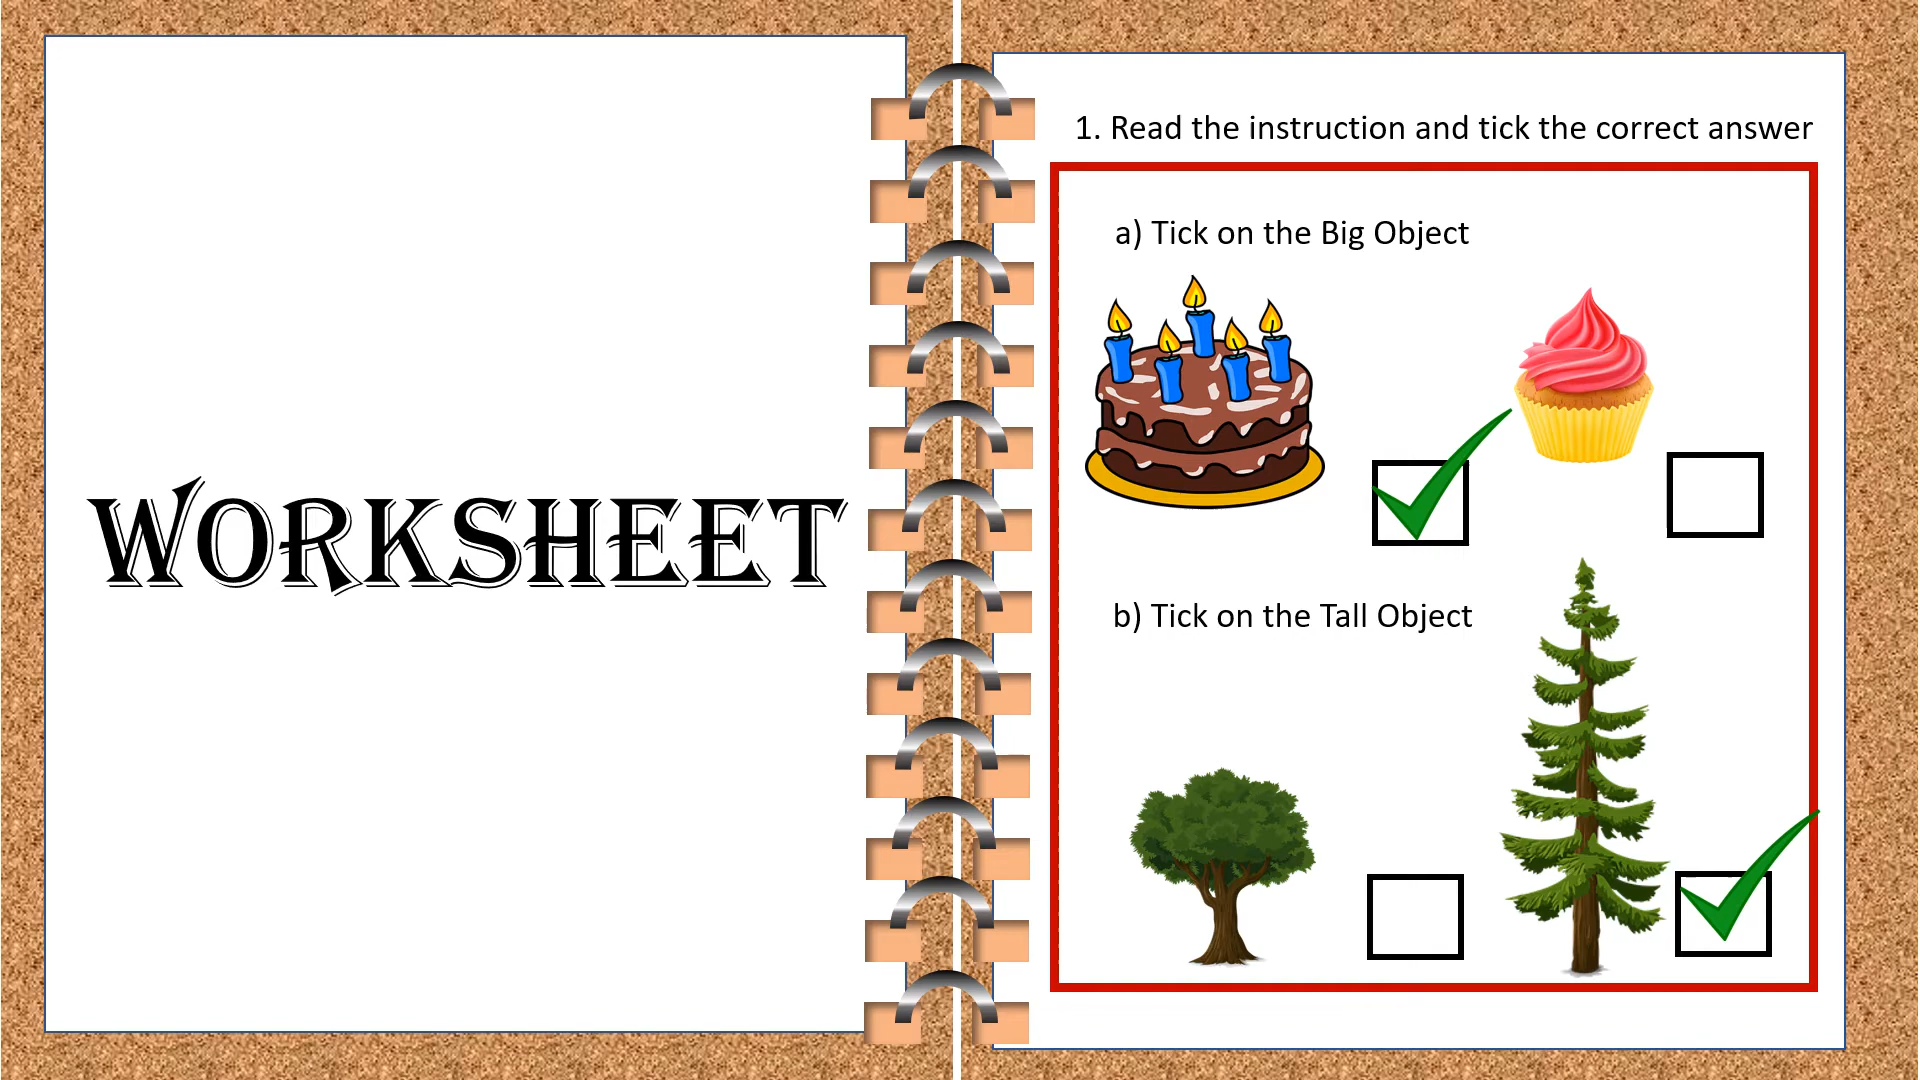 WORKSHEET
1. Read the instruction and tick the correct answer
a) Tick on the Big Object
b) Tick on the Tall Object